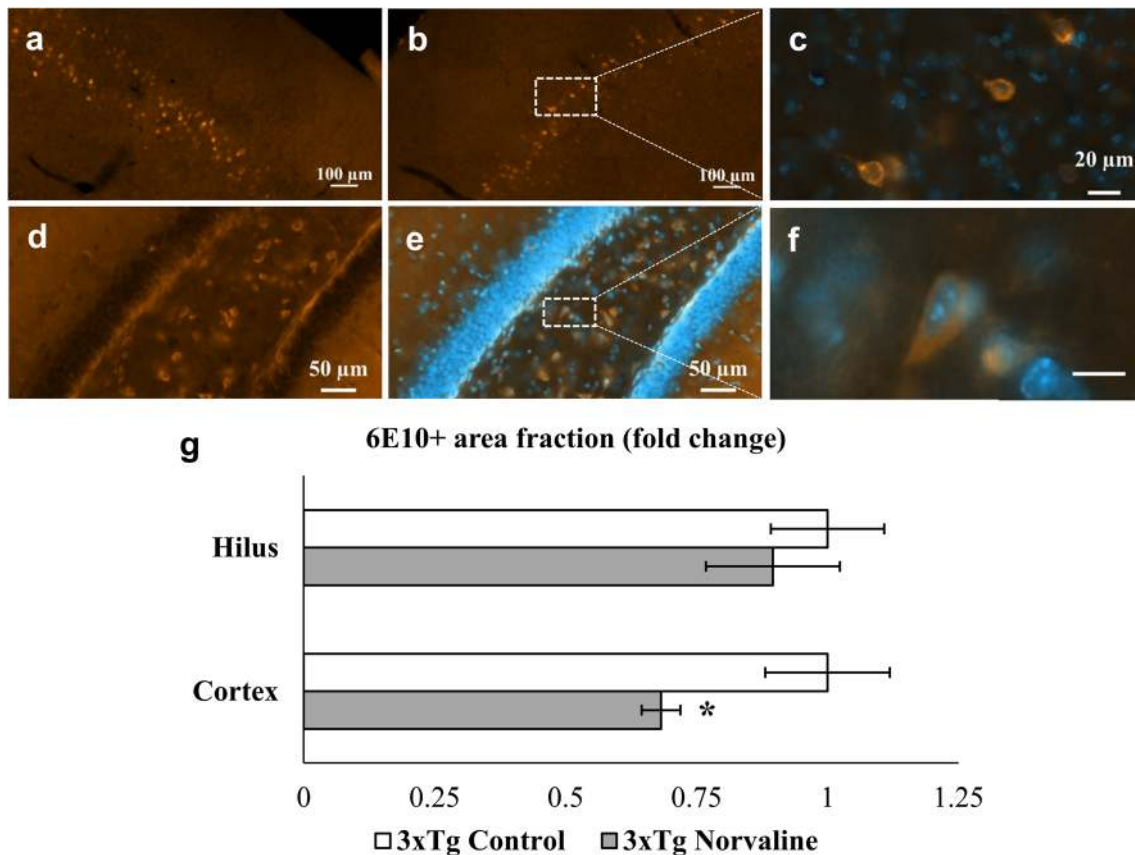 a
b
c
100 µm
100 µm
20 µm
d
e
f
50 µm
50 µm
g
6E10+ area fraction (fold change)
Hilus
Cortex
*
0 0.25 0.5 0.75 1 1.25
3xTg Control 3xTg Norvaline